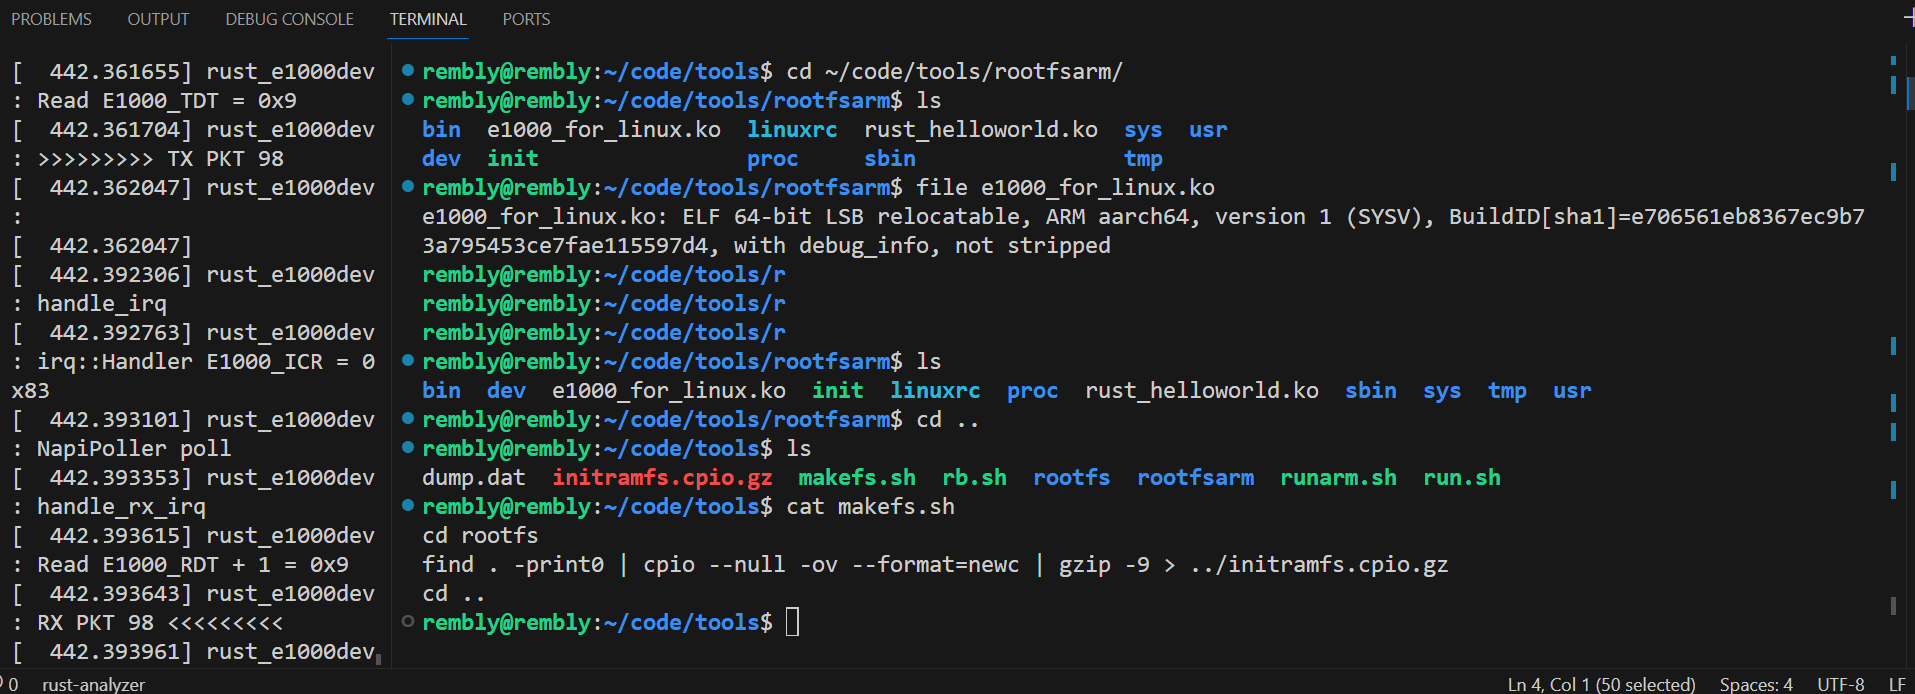 PROBLEMS OUTPUT DEBUG CONSOLE TERMINAL PORTS
[  442.361655] rust_e1000dev
: Read E1000_TDT = 0x9
[  442.361704] rust_e1000dev
: >>>>>>>>> TX PKT 98
[  442.362047] rust_e1000dev
:
[  442.362047]
[  442.392306] rust_e1000dev
: handle_irq
[  442.392763] rust_e1000dev
: irq::Handler E1000_ICR = 0
x83
[  442.393101] rust_e1000dev
: NapiPoller poll
[  442.393353] rust_e1000dev
: handle_rx_irq
[  442.393615] rust_e1000dev
: Read E1000_RDT + 1 = 0x9
[  442.393643] rust_e1000dev
: RX PKT 98 <<<<<<<<<
[  442.393961] rust_e1000dev
rembly@rembly:~/code/tools$ cd ~/code/tools/rootfsarm/
rembly@rembly:~/code/tools/rootfsarm$ ls
bin  e1000_for_linux.ko  linuxrc  rust_helloworld.ko  sys  usr
dev  init                proc     sbin                tmp
rembly@rembly:~/code/tools/rootfsarm$ file e1000_for_linux.ko
e1000_for_linux.ko: ELF 64-bit LSB relocatable, ARM aarch64, version 1 (SYSV), BuildID[sha1]=e706561eb8367ec9b7
3a795453ce7fae115597d4, with debug_info, not stripped
rembly@rembly:~/code/tools/r
rembly@rembly:~/code/tools/r
rembly@rembly:~/code/tools/r
rembly@rembly:~/code/tools/rootfsarm$ ls
bin  dev  e1000_for_linux.ko  init  linuxrc  proc  rust_helloworld.ko  sbin  sys  tmp  usr
rembly@rembly:~/code/tools/rootfsarm$ cd ..
rembly@rembly:~/code/tools$ ls
dump.dat  initramfs.cpio.gz  makefs.sh  rb.sh  rootfs  rootfsarm  runarm.sh  run.sh
rembly@rembly:~/code/tools$ cat makefs.sh
cd rootfs
find . -print0 | cpio --null -ov --format=newc | gzip -9 > ../initramfs.cpio.gz
cd ..
rembly@rembly:~/code/tools$
0 rust-analyzer Ln 4, Col 1 (50 selected) Spaces: 4 UTF-8 LF